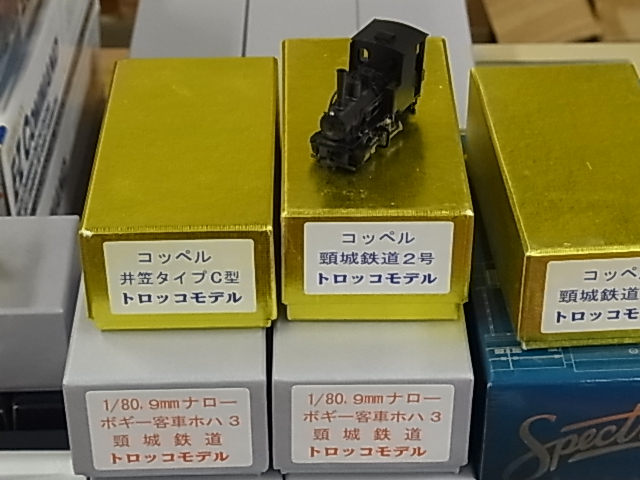 コッペル
井笠タイプC型
トロッコモデル
コッペル
頸城鉄道2号
トロッコモデル
コッペ
頸城鉄道
トロッコモ
1/80.9mmナロー
ボギー客車ホハ3
頸城鉄道
トロッコモデル
1/80.9mmナロー
ボギー客車ホハ3
頸城鉄道
トロッコモデル
Spect